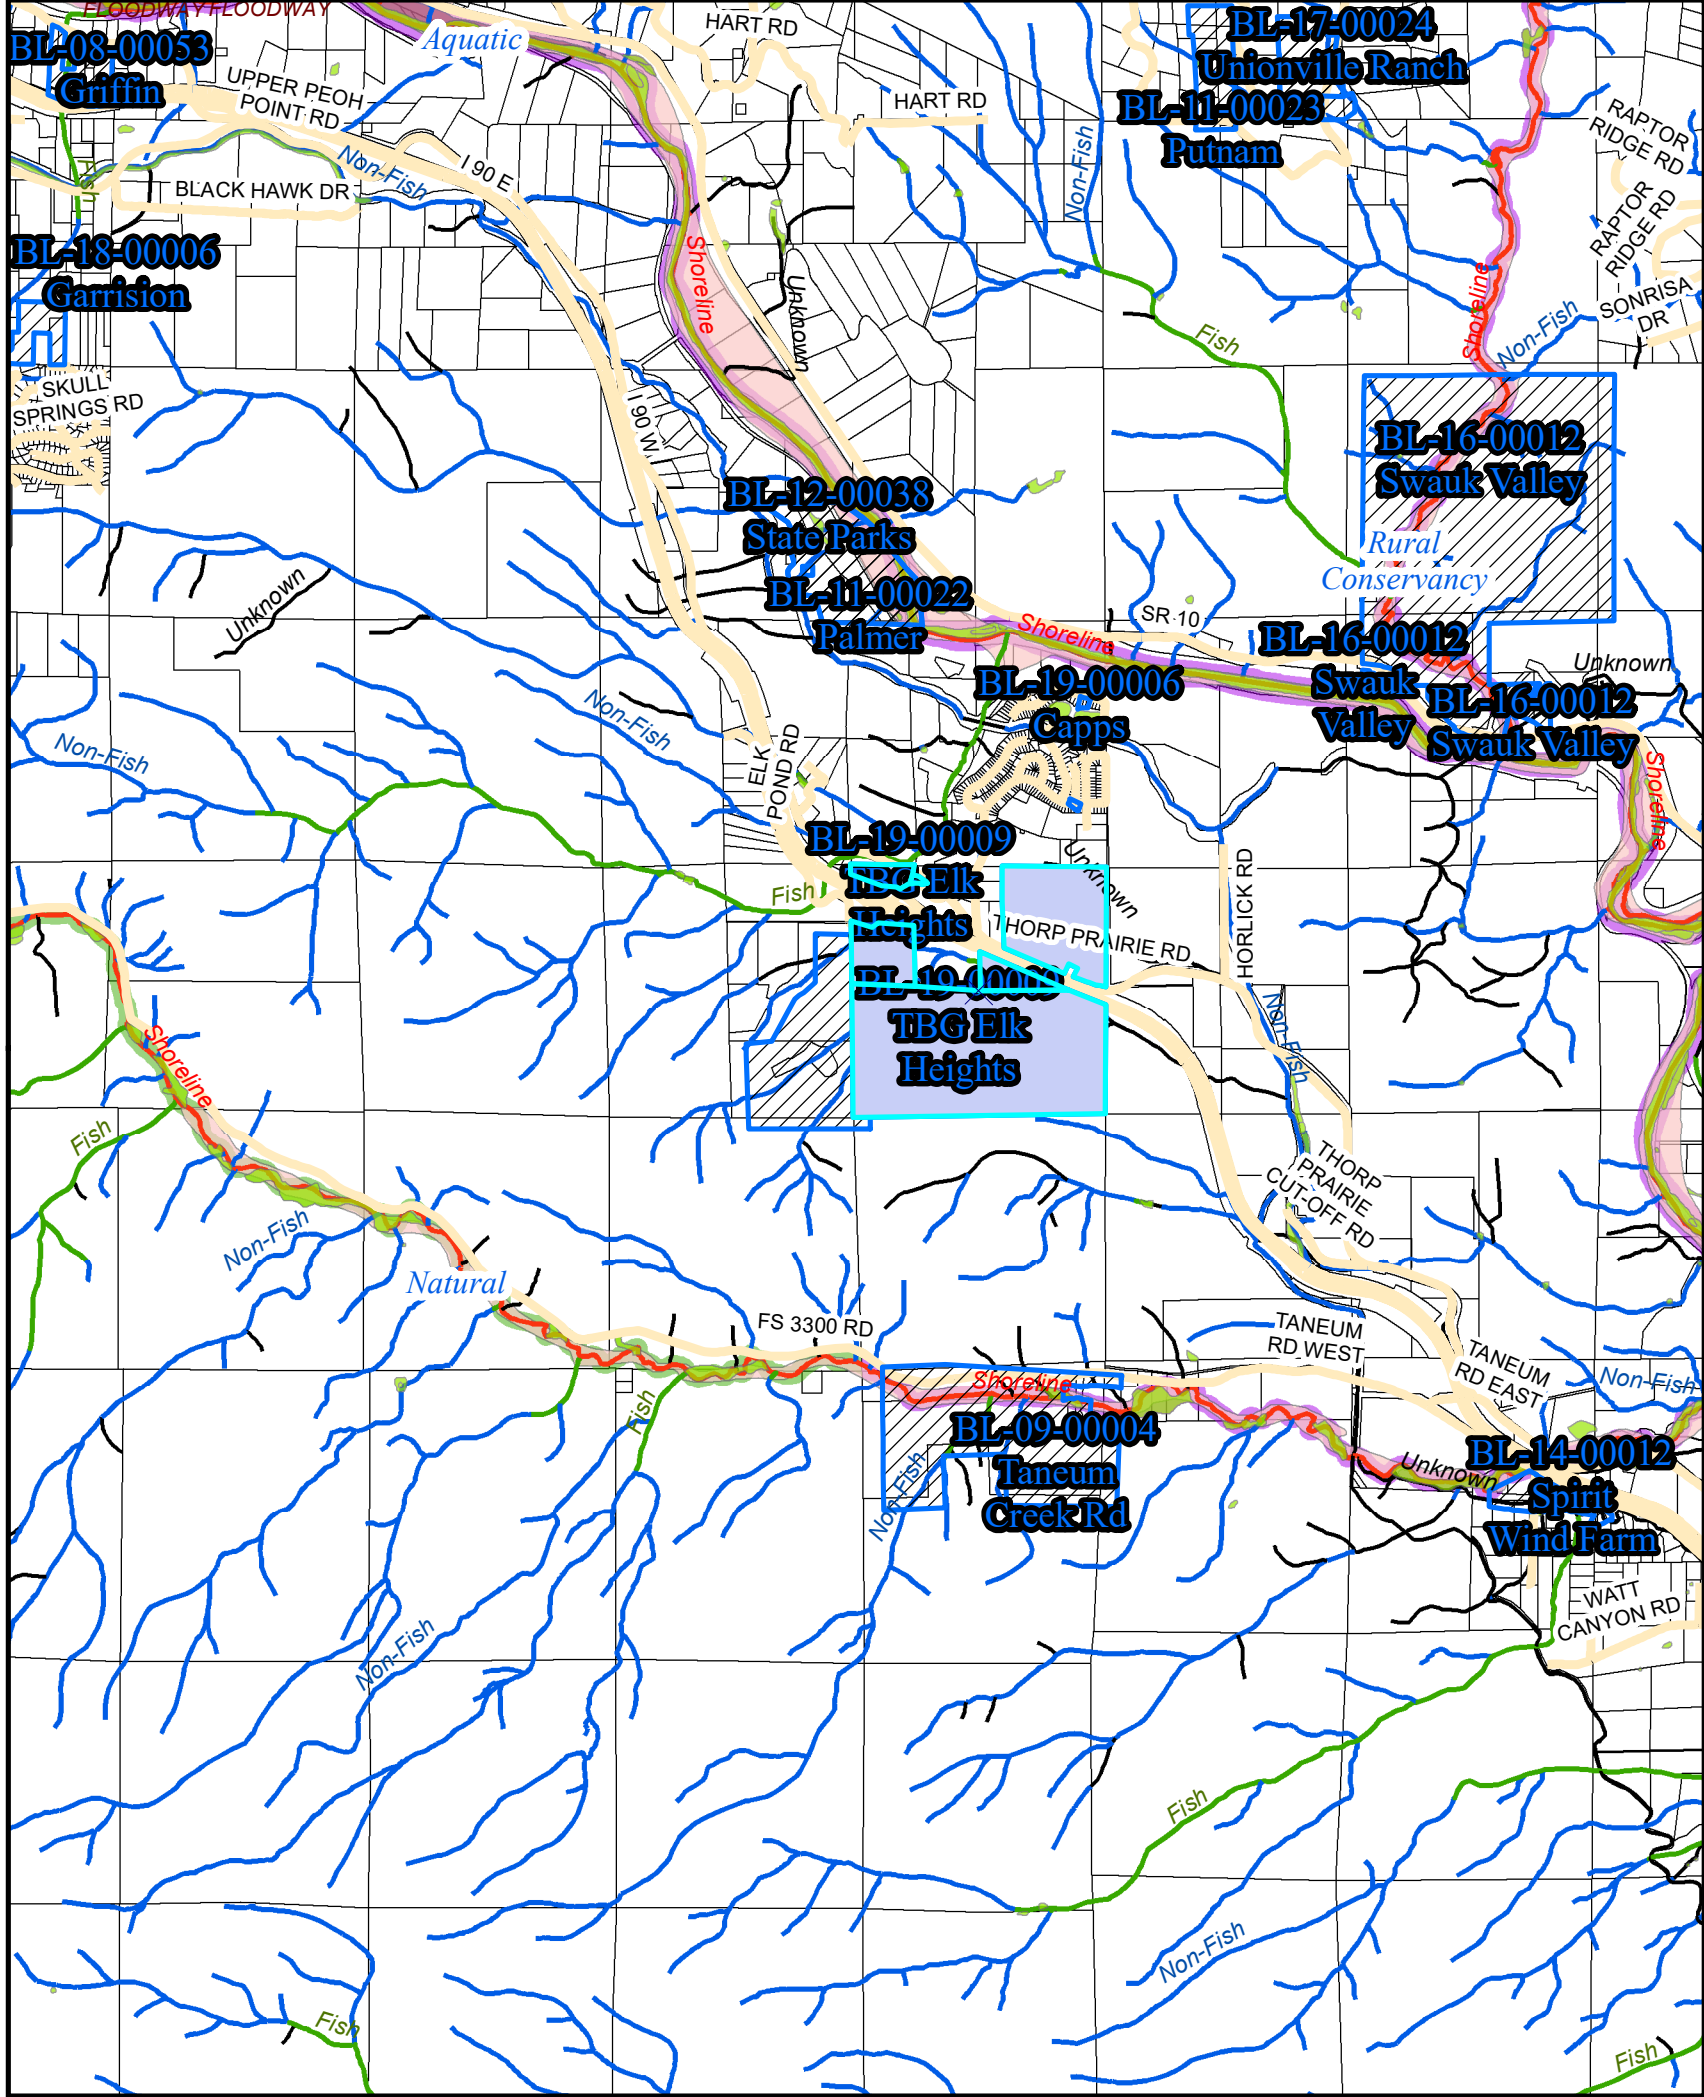 FLOODWAY FLOODWAY
BL-08-00053
Griffin
Aquatic
HART RD
BL-17-00024
Unionville Ranch
BL-11-00023
Putnam
UPPER PEOH
POINT RD
HART RD
RAPTOR
RIDGE RD
Non-Fish
I 90 E
Non-Fish
Fish
BLACK HAWK DR
RAPTOR
RIDGE RD
BL-18-00006
Garrision
Shoreline
Unknown
Shoreline
Non-Fish
SONRISA
DR
Fish
SKULL
SPRINGS RD
I 90 W
BL-16-00012
Swauk Valley
BL-12-00038
State Parks
Rural
Conservancy
BL-11-00022
Palmer
Unknown
Shoreline
SR 10
BL-16-00012
Swauk
Valley
Unknown
BL-19-00006
Capps
BL-16-00012
Swauk Valley
Non-Fish
Non-Fish
ELK
POND RD
Shoreline
BL-19-00009
TBG Elk
Heights
Fish
Unknown
THORP PRAIRIE RD
HORLICK RD
BL-19-00009
TBG Elk
Heights
Non-Fish
Shoreline
Fish
THORP
PRAIRIE
CUT-OFF RD
Non-Fish
Natural
FS 3300 RD
TANEUM
RD WEST
TANEUM
RD EAST
Non-Fish
Shoreline
Fish
BL-09-00004
Taneum
Creek Rd
Non-Fish
Unknown
BL-14-00012
Spirit
Wind Farm
WATT
CANYON RD
Non-Fish
Fish
Non-Fish
Fish
Fish